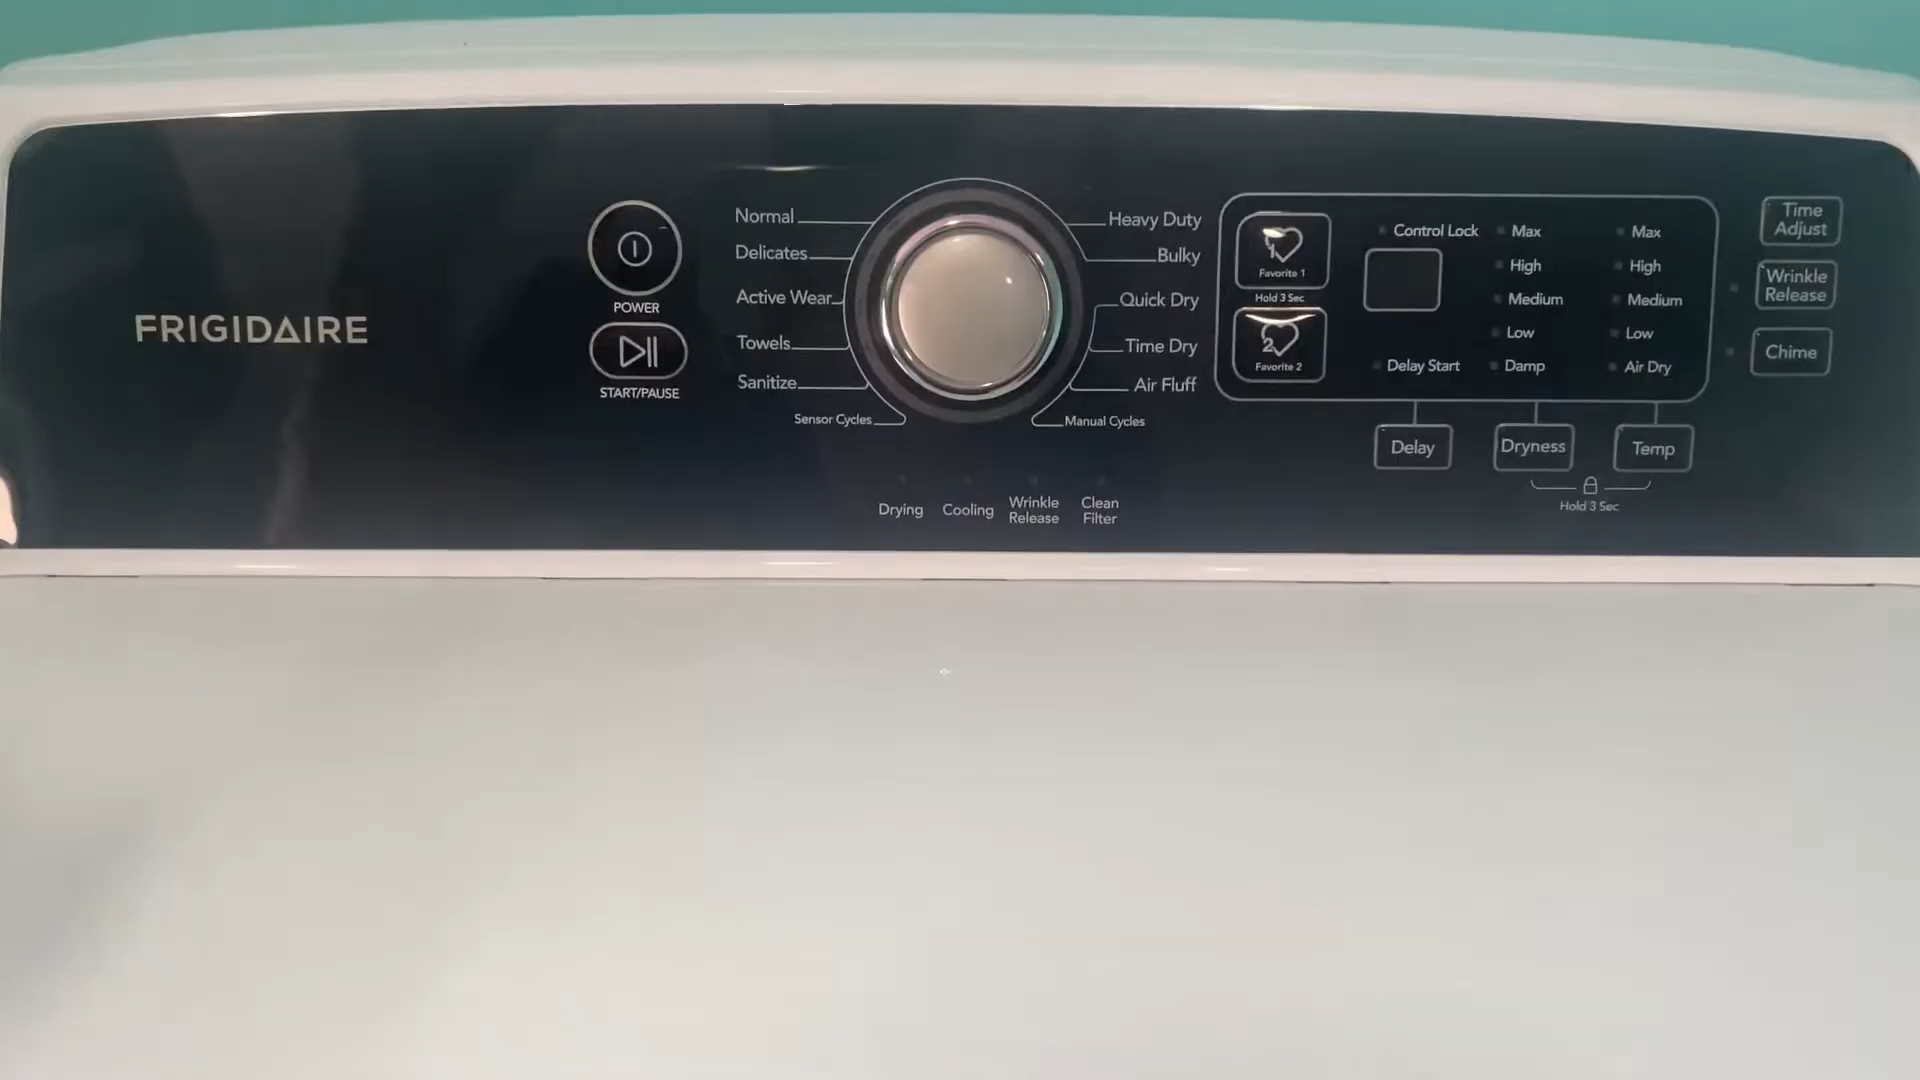 FRIGIDAIRE
POWER
START/PAUSE
Normal
Delicates
Active Wear
Towels
Sanitize
Sensor Cycles
Heavy Duty
Bulky
Quick Dry
Time Dry
Air Fluff
Manual Cycles
Drying
Cooling
Wrinkle
Release
Clean
Filter
1
Favorite 1
Hold 3 Sec
2
Favorite 2
Control Lock
Delay Start
Max
High
Medium
Low
Damp
Max
High
Medium
Low
Air Dry
Delay
Dryness
Temp
Hold 3 Sec
Time
Adjust
Wrinkle
Release
Chime